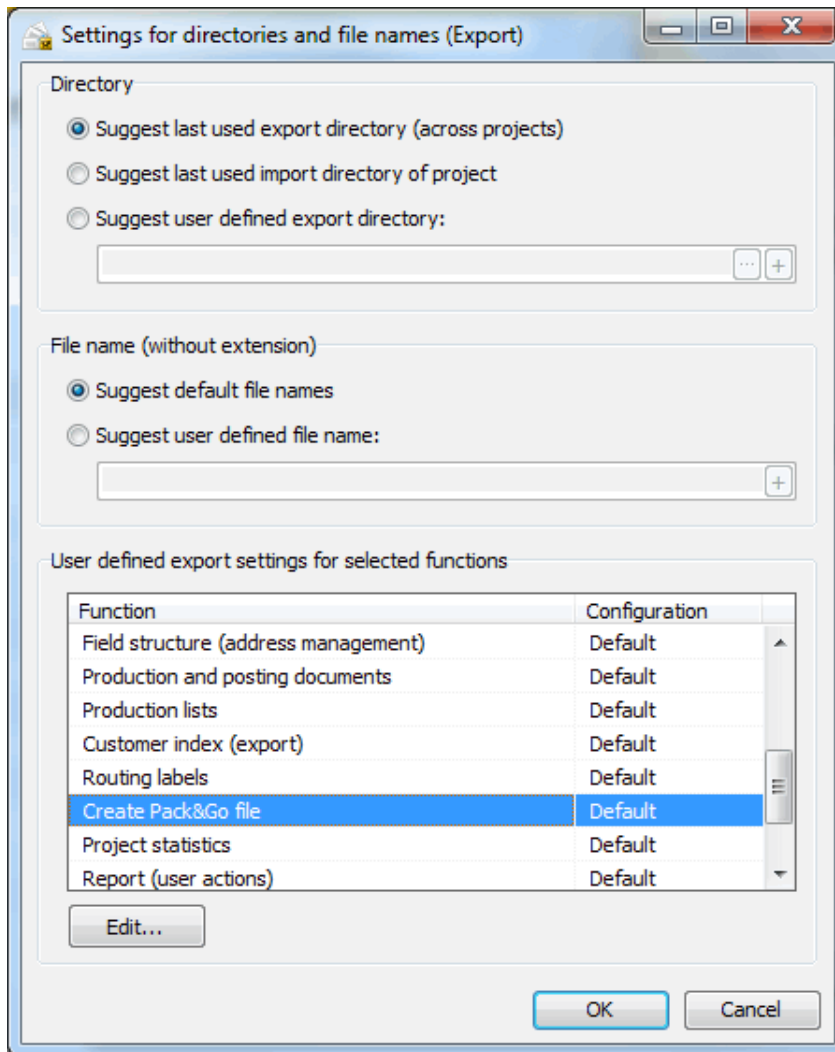 Settings for directories and file names (Export)
Directory
Suggest last used export directory (across projects)
Suggest last used import directory of project
Suggest user defined export directory:
... +
File name (without extension)
Suggest default file names
Suggest user defined file name:
+
User defined export settings for selected functions
Function Configuration
Field structure (address management) Default
Production and posting documents Default
Production lists Default
Customer index (export) Default
Routing labels Default
Create Pack&Go file Default
Project statistics Default
Report (user actions) Default
Edit...
OK Cancel